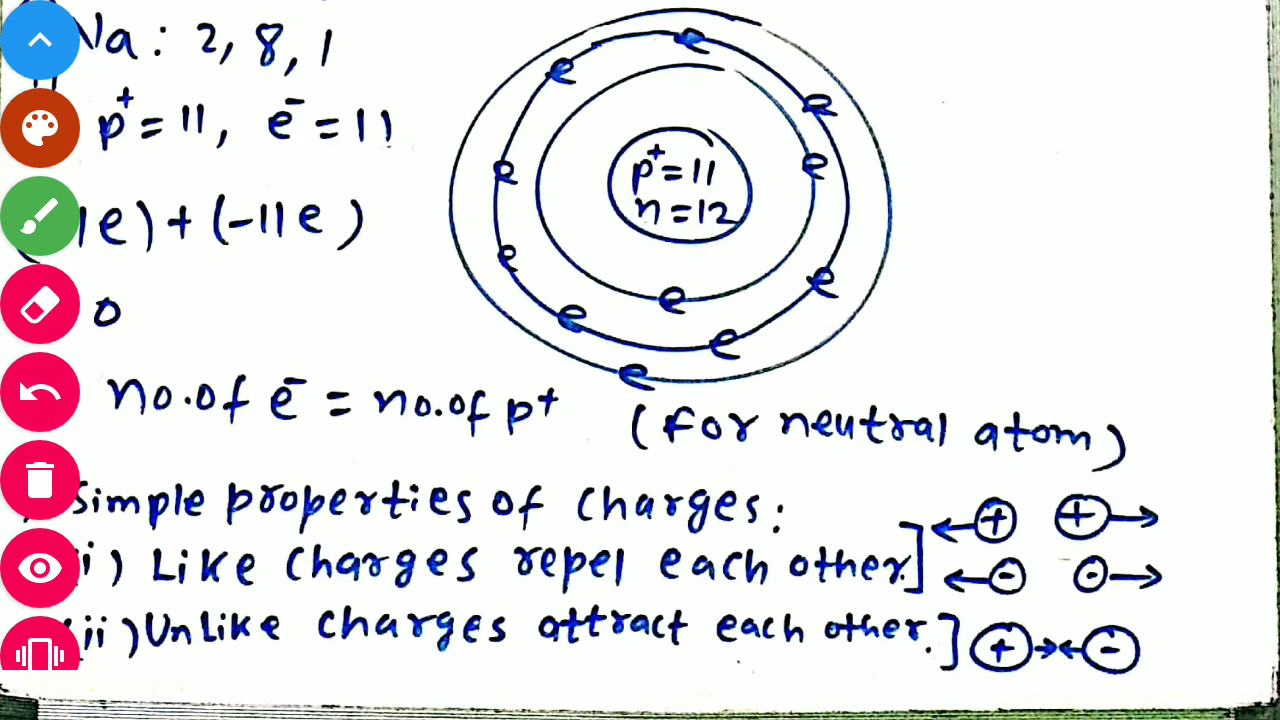 Na: 2, 8, 1
p⁺ = 11, e⁻ = 11
1e) + (-11e)
0
p⁺ = 11
n = 12
e e e e e e e e e e e
no. of e⁻ = no. of p⁺ (for neutral atom)
Simple properties of charges:
i) Like charges repel each other.] + +
- -
(ii) Unlike charges attract each other.] + -